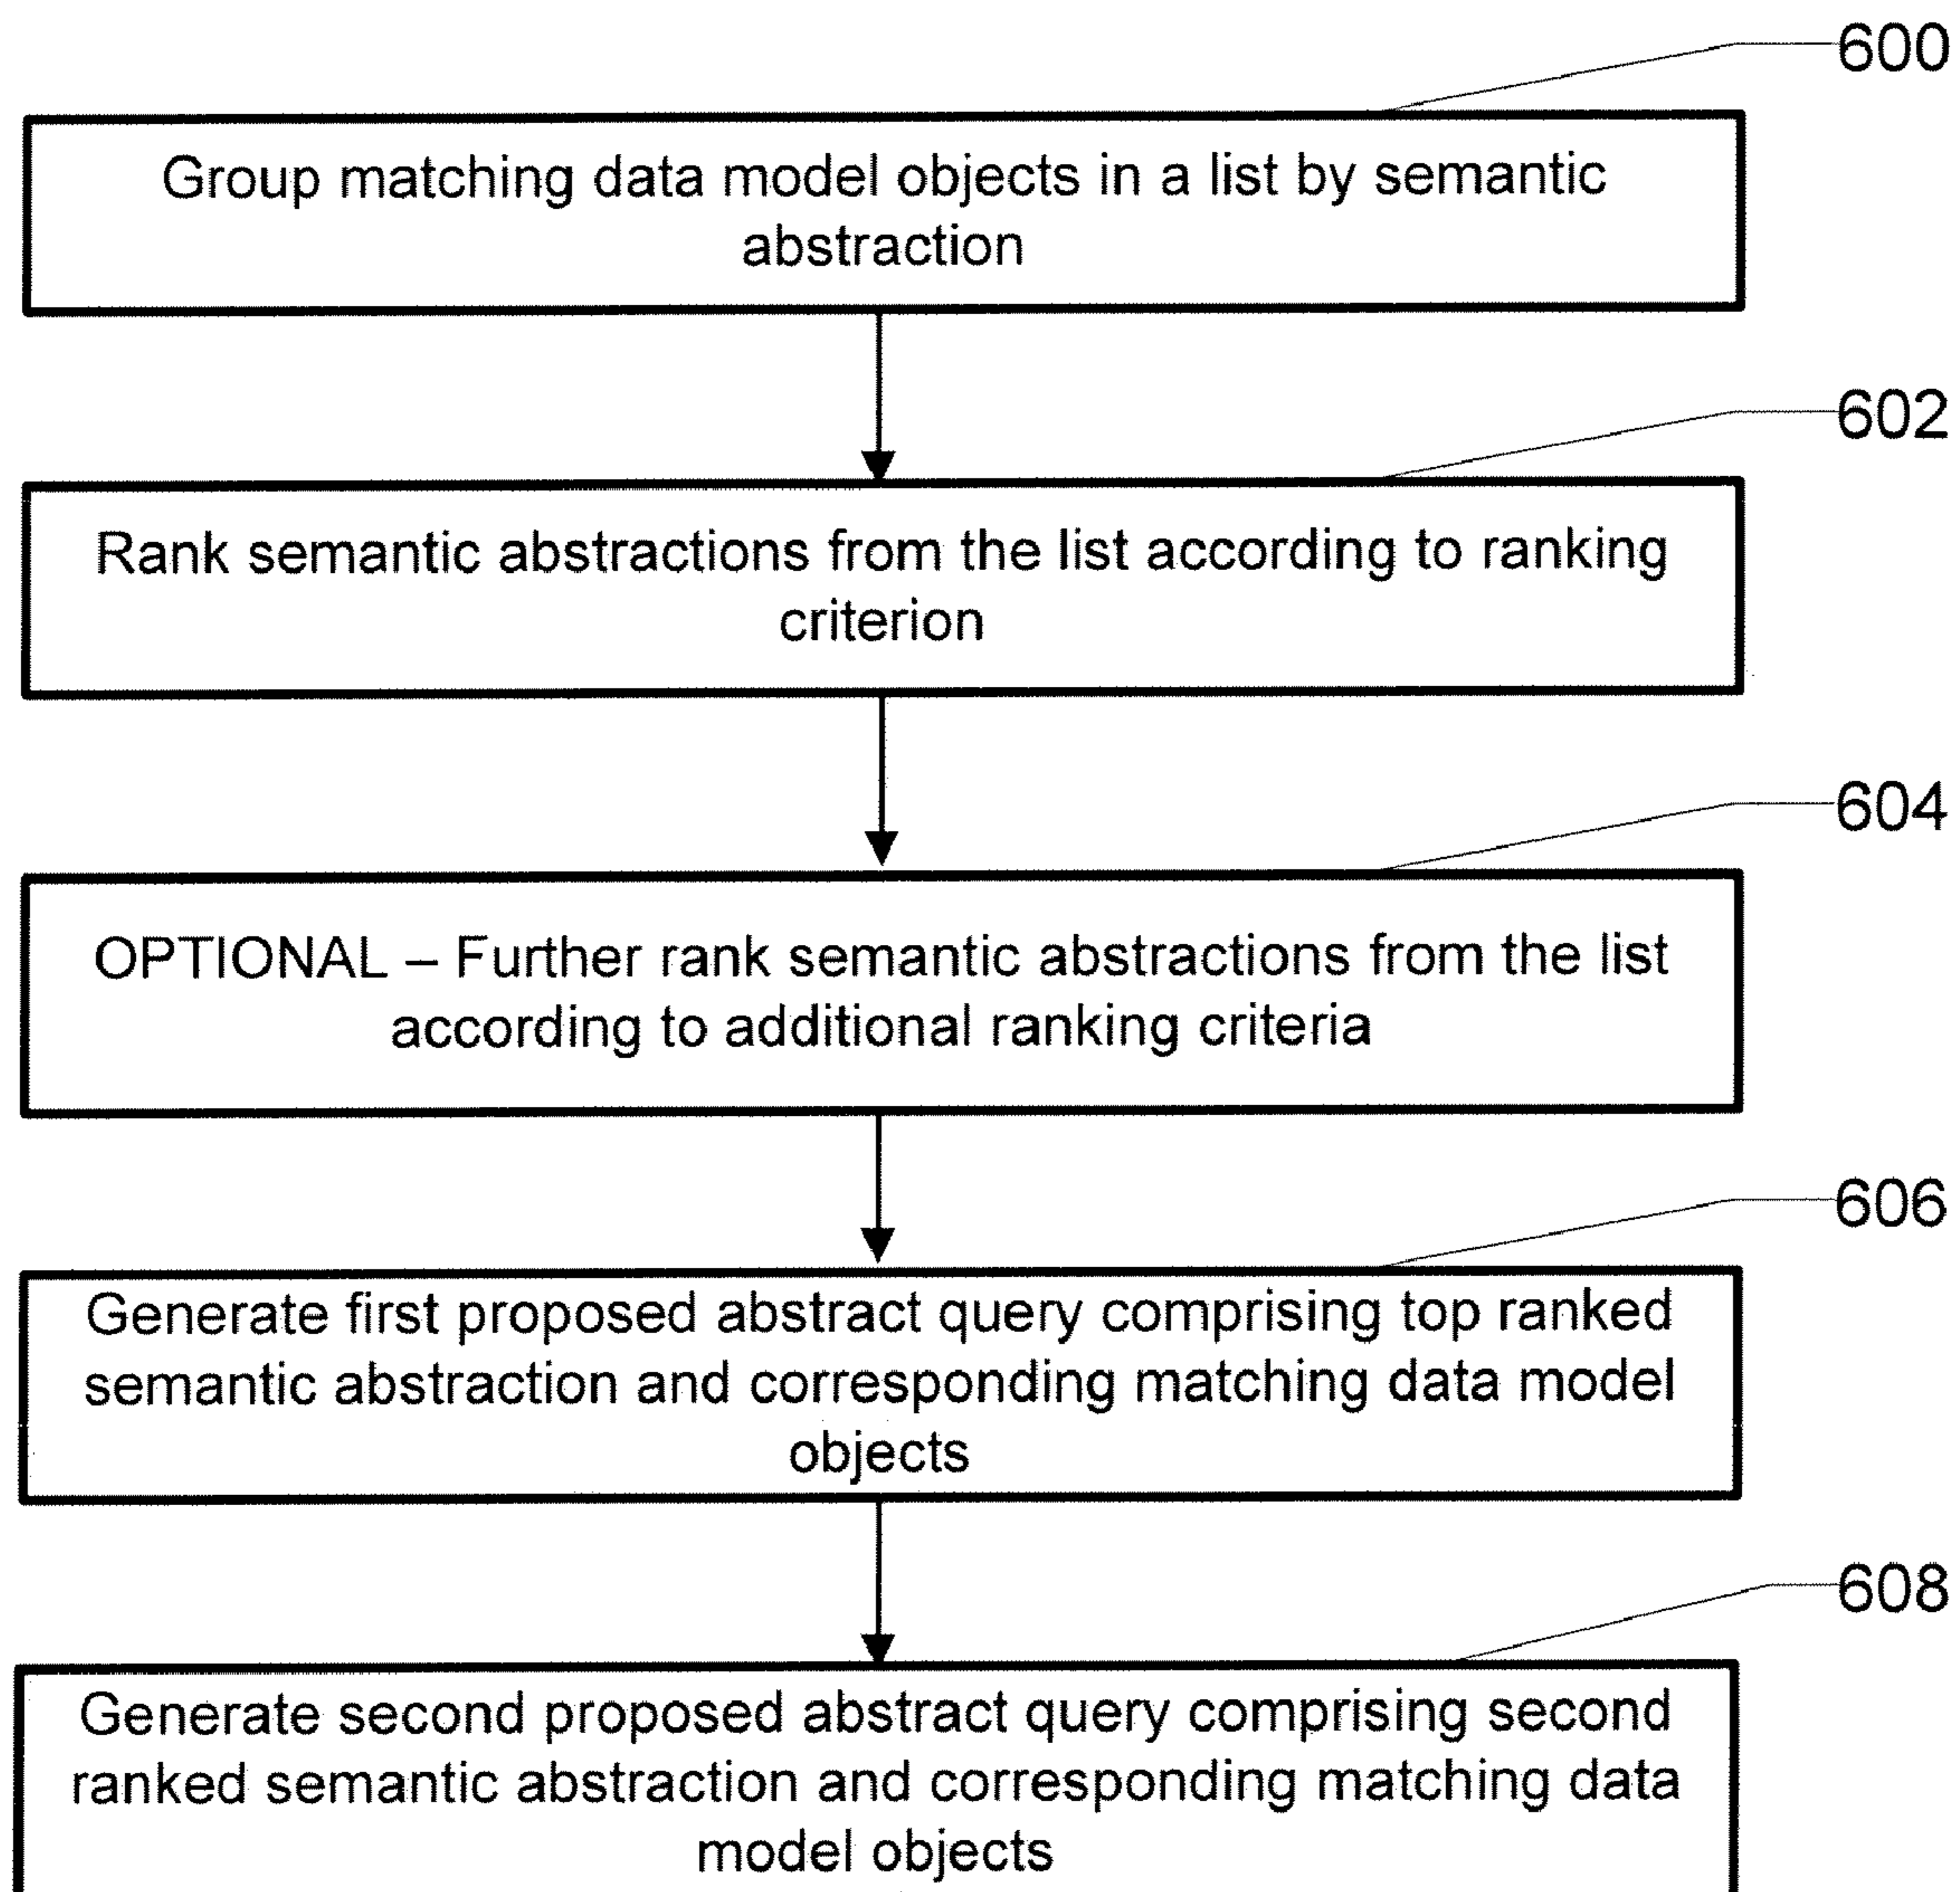 600
Group matching data model objects in a list by semantic
abstraction
602
Rank semantic abstractions from the list according to ranking
criterion
604
OPTIONAL – Further rank semantic abstractions from the list
according to additional ranking criteria
606
Generate first proposed abstract query comprising top ranked
semantic abstraction and corresponding matching data model
objects
608
Generate second proposed abstract query comprising second
ranked semantic abstraction and corresponding matching data
model objects